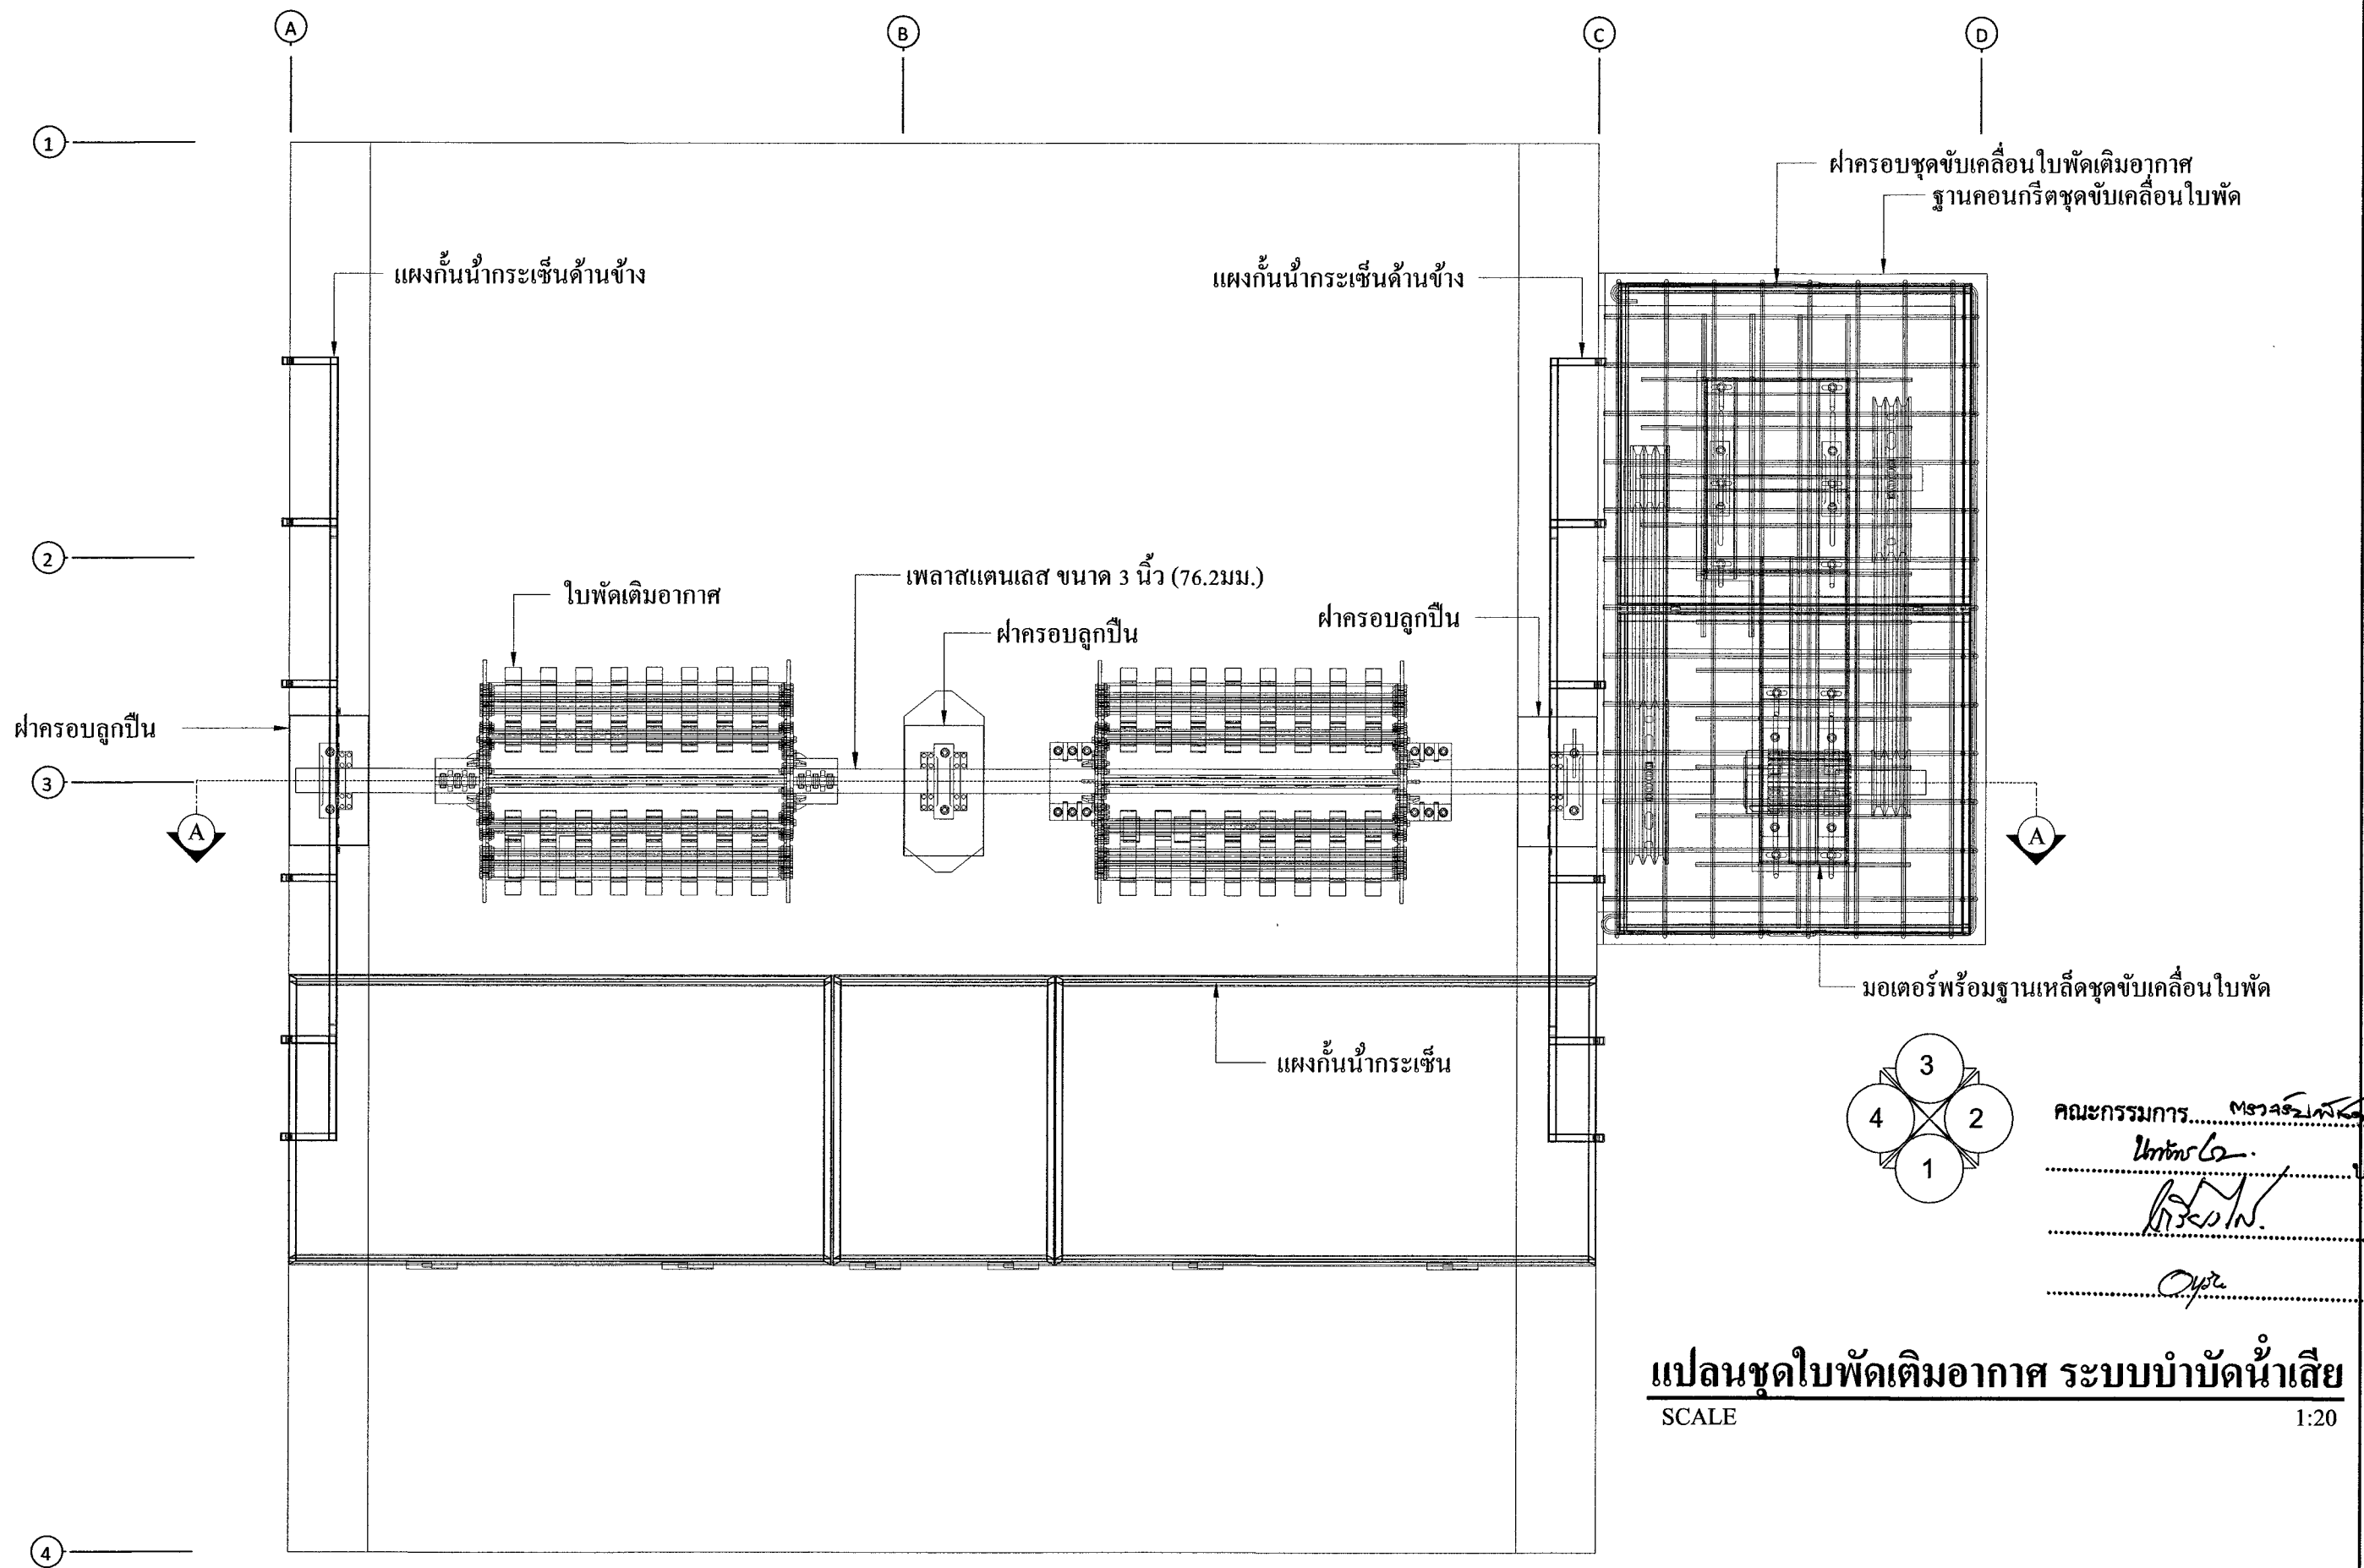 A
B
C
D
1
ฝาครอบชุดขับเคลื่อนใบพัดเติมอากาศ
ฐานคอนกรีตชุดขับเคลื่อนใบพัด
แผงกั้นน้ำกระเซ็นด้านข้าง
แผงกั้นน้ำกระเซ็นด้านข้าง
2
เพลาสแตนเลส ขนาด 3 นิ้ว (76.2มม.)
ใบพัดเติมอากาศ
ฝาครอบลูกปืน
ฝาครอบลูกปืน
ฝาครอบลูกปืน
3
A
A
มอเตอร์พร้อมฐานเหล็กชุดขับเคลื่อนใบพัด
แผงกั้นน้ำกระเซ็น
3
4
2
1
คณะกรรมการ
แปลนชุดใบพัดเติมอากาศ ระบบบำบัดน้ำเสีย
SCALE 1:20
4